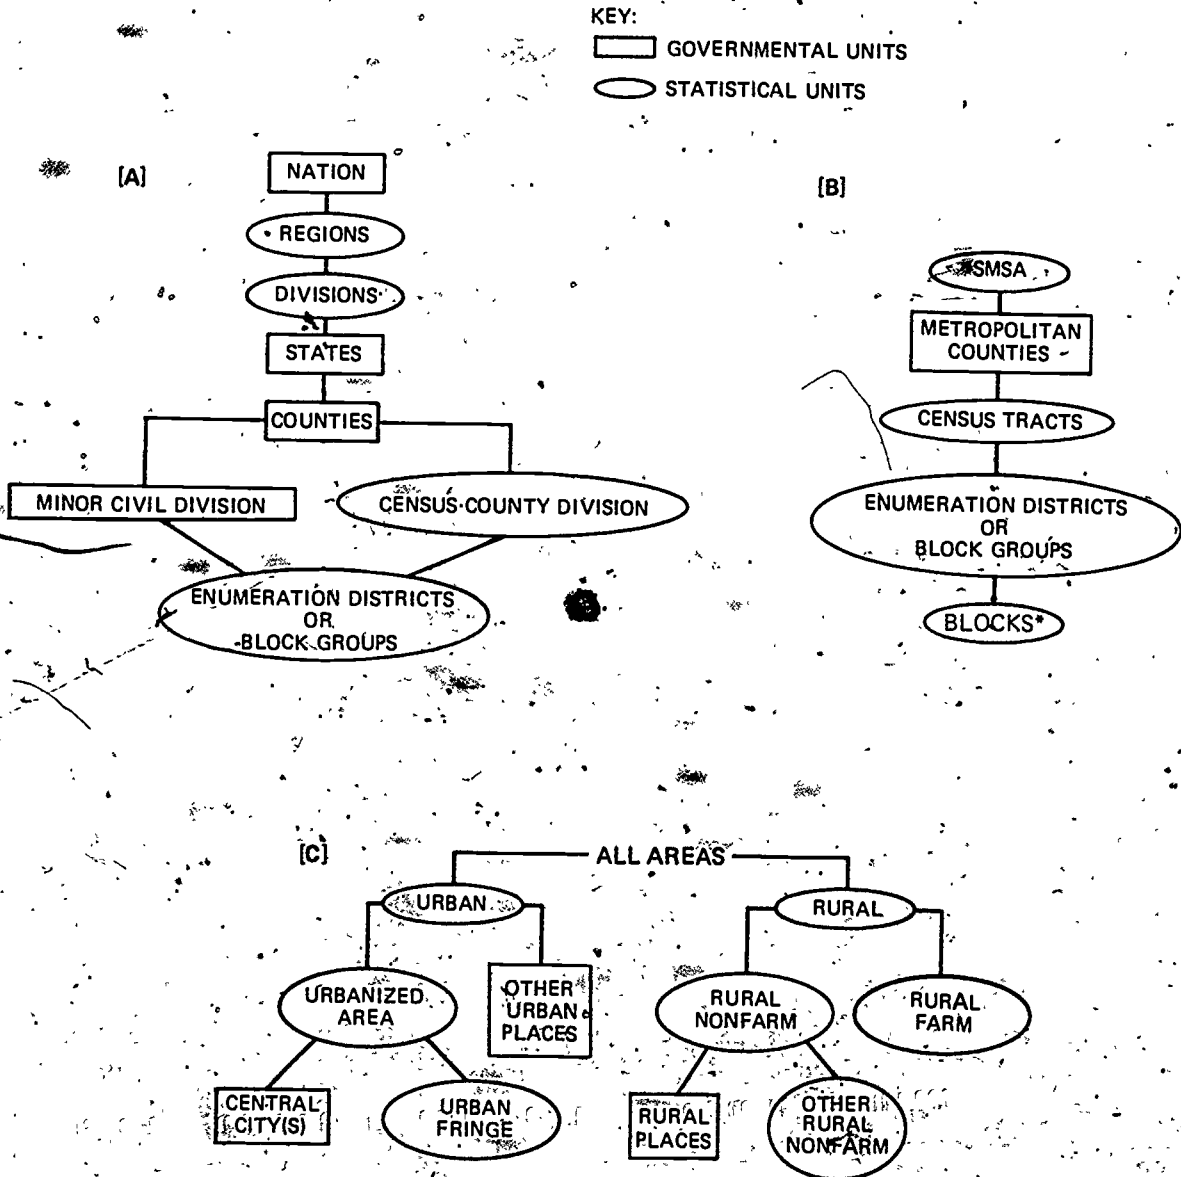 KEY:
GOVERNMENTAL UNITS
STATISTICAL UNITS
[A]
NATION
REGIONS
DIVISIONS
STATES
COUNTIES
MINOR CIVIL DIVISION
CENSUS COUNTY DIVISION
ENUMERATION DISTRICTS
OR
BLOCK GROUPS
[B]
SMSA
METROPOLITAN
COUNTIES
CENSUS TRACTS
ENUMERATION DISTRICTS
OR
BLOCK GROUPS
BLOCKS*
[C]
ALL AREAS
URBAN
RURAL
URBANIZED
AREA
OTHER
URBAN
PLACES
RURAL
NONFARM
RURAL
FARM
CENTRAL
CITY(S)
URBAN
FRINGE
RURAL
PLACES
OTHER
RURAL
NONFARM